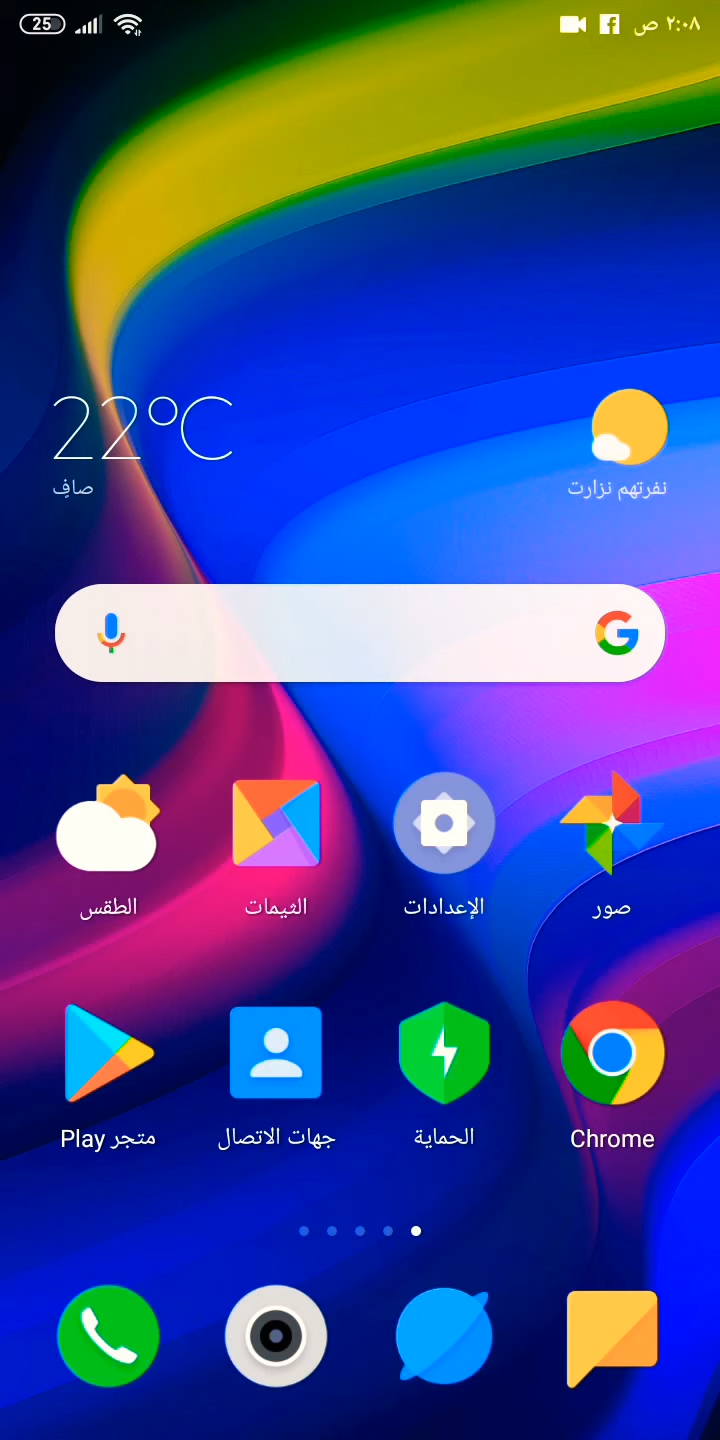 ٢:٠٨ ص
25
22°C
صافٍ
نفرتهم نزارت
صور
الإعدادات
الثيمات
الطقس
Chrome
الحماية
جهات الاتصال
متجر Play